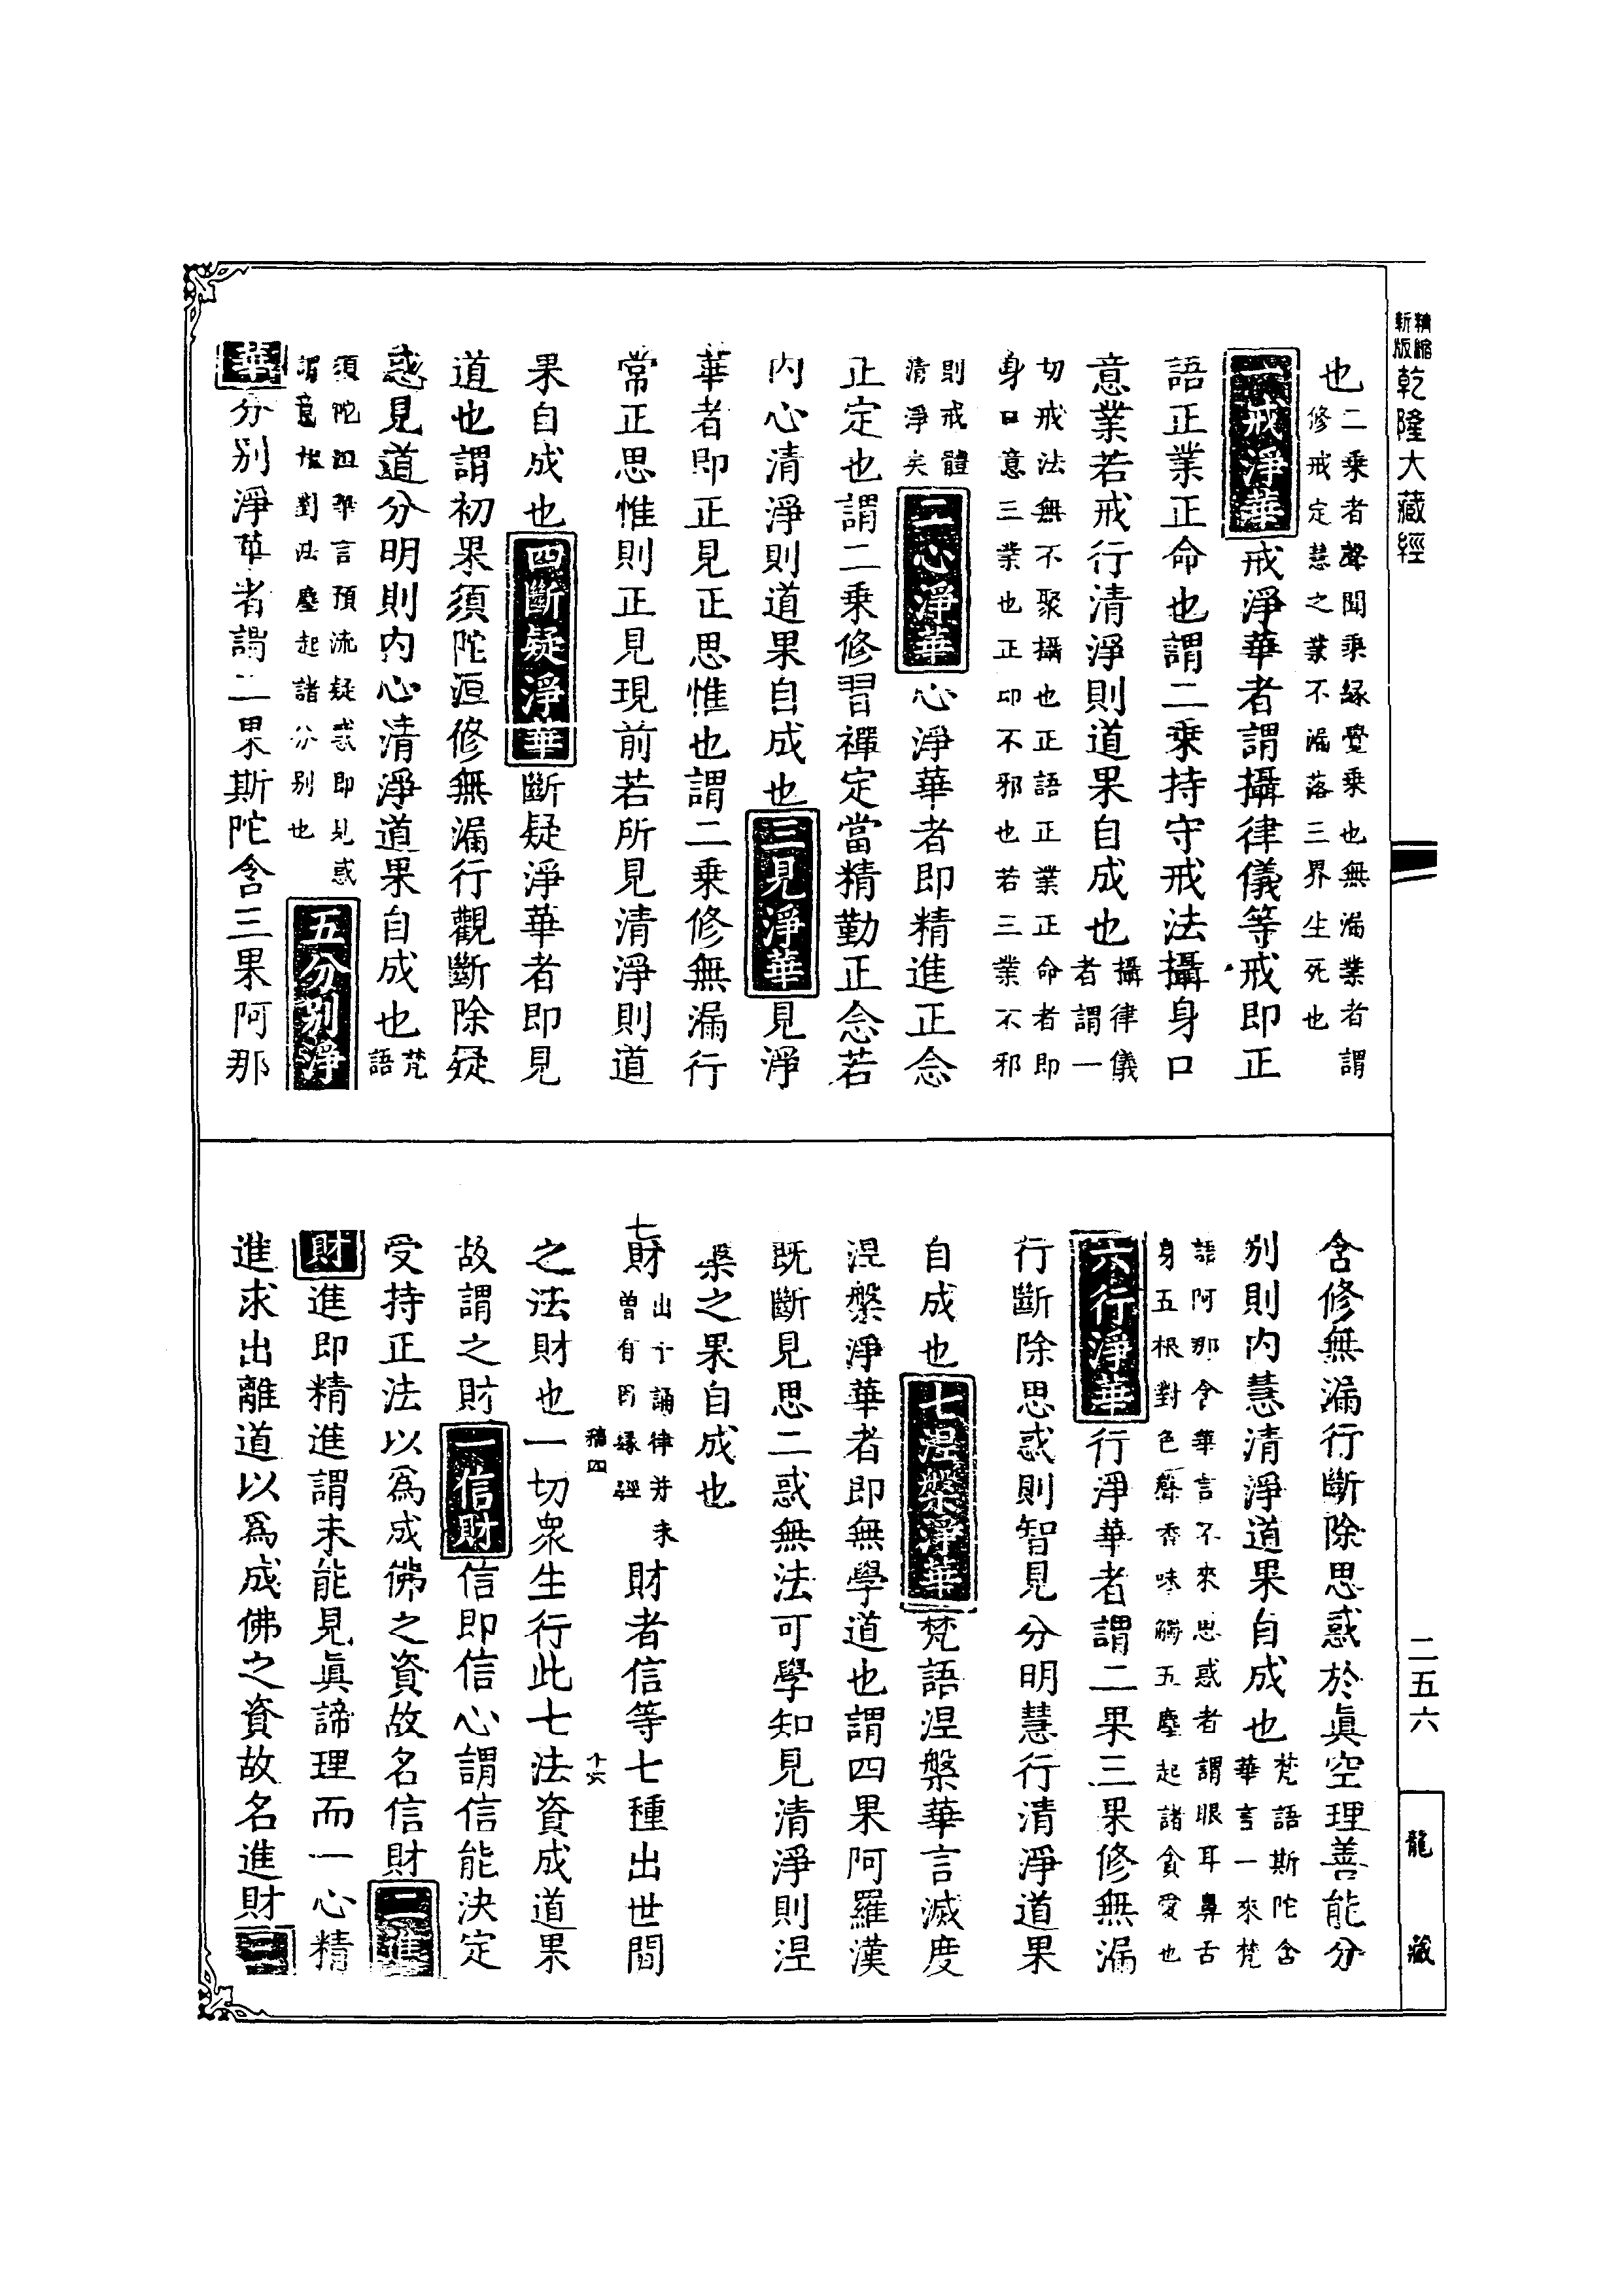 精縮新版乾隆大藏經
也二乗者聲聞乗緣覺乗也無漏業者謂
修戒定慧之業不漏落三界生死也
一戒淨華戒淨華者謂攝律儀等戒即正
語正業正命也謂二乗持守戒法攝身口
意業若戒行清淨則道果自成也攝律儀
者謂一
切戒法無不聚攝也正語正業正命者即
身口意三業也正即不邪也若三業不邪
則戒體
清淨矣二心淨華心淨華者即精進正念
正定也謂二乘修習禪定當精勤正念若
内心清淨則道果自成也三見淨華見淨
華者即正見正思惟也謂二乗修無漏行
常正思惟則正見現前若所見清淨則道
果自成也四斷疑淨華斷疑淨華者即見
道也謂初果須陀洹修無漏行觀斷除疑
惑見道分明則内心清淨道果自成也梵
語
須陀洹華言預流疑惑即見惑
謂意根對法塵起諸分別也
五分別淨
華分別淨華者謂二果斯陀含三果阿那
含修無漏行斷除思惑於眞空理善能分
别則内慧清淨道果自成也梵語斯陀含
華言一來梵
語阿那含華言不來思惑者謂眼耳鼻舌
身五根對色聲香味觸五塵起諸貪愛也
六行淨華行淨華者謂二果三果修無漏
行斷除思惑則智見分明慧行清淨道果
自成也七涅槃淨華梵語涅槃華言滅度
涅槃淨華者即無學道也謂四果阿羅漢
既斷見思二惑無法可學知見清淨則涅
槃之果自成也
七財出十誦律并未
曾有因緣經財者信等七種出世間
稿四 十六
之法財也一切衆生行此七法資成道果
故謂之財一信財信即信心謂信能決定
受持正法以爲成佛之資故名信財二進
財進即精進謂未能見眞諦理而一心精
進求出離道以爲成佛之資故名進財三
二五六
龍藏